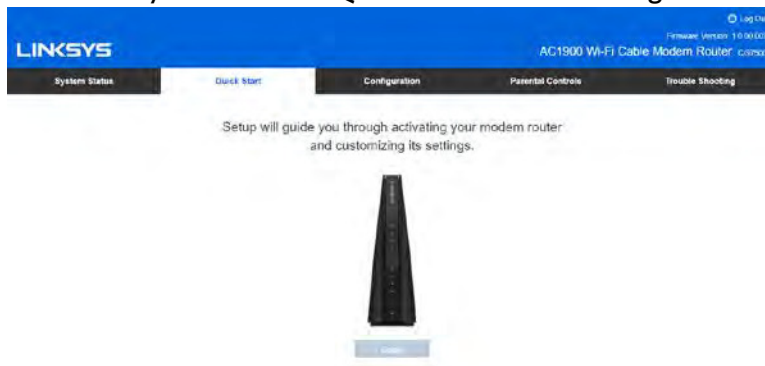 Log Ou
Firmware Version 1.0.00.00
LINKSYS
AC1900 Wi-Fi Cable Modem Router
System Status
Quick Start
Configuration
Parental Controls
Trouble Shooting
Setup will guide you through activating your modem router
and customizing its settings.